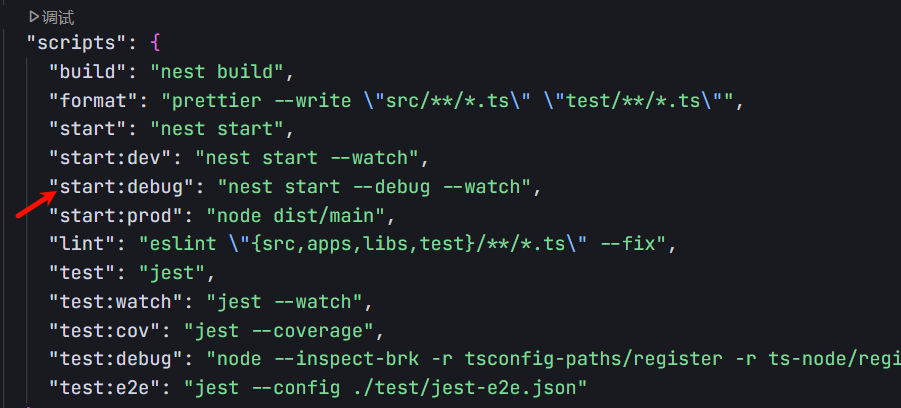 调试
"scripts": {
"build": "nest build",
"format": "prettier --write \"src/**/*.ts\" \"test/**/*.ts\"",
"start": "nest start",
"start:dev": "nest start --watch",
"start:debug": "nest start --debug --watch",
"start:prod": "node dist/main",
"lint": "eslint \"{src,apps,libs,test}/**/*.ts\" --fix",
"test": "jest",
"test:watch": "jest --watch",
"test:cov": "jest --coverage",
"test:debug": "node --inspect-brk -r tsconfig-paths/register -r ts-node/regi
"test:e2e": "jest --config ./test/jest-e2e.json"